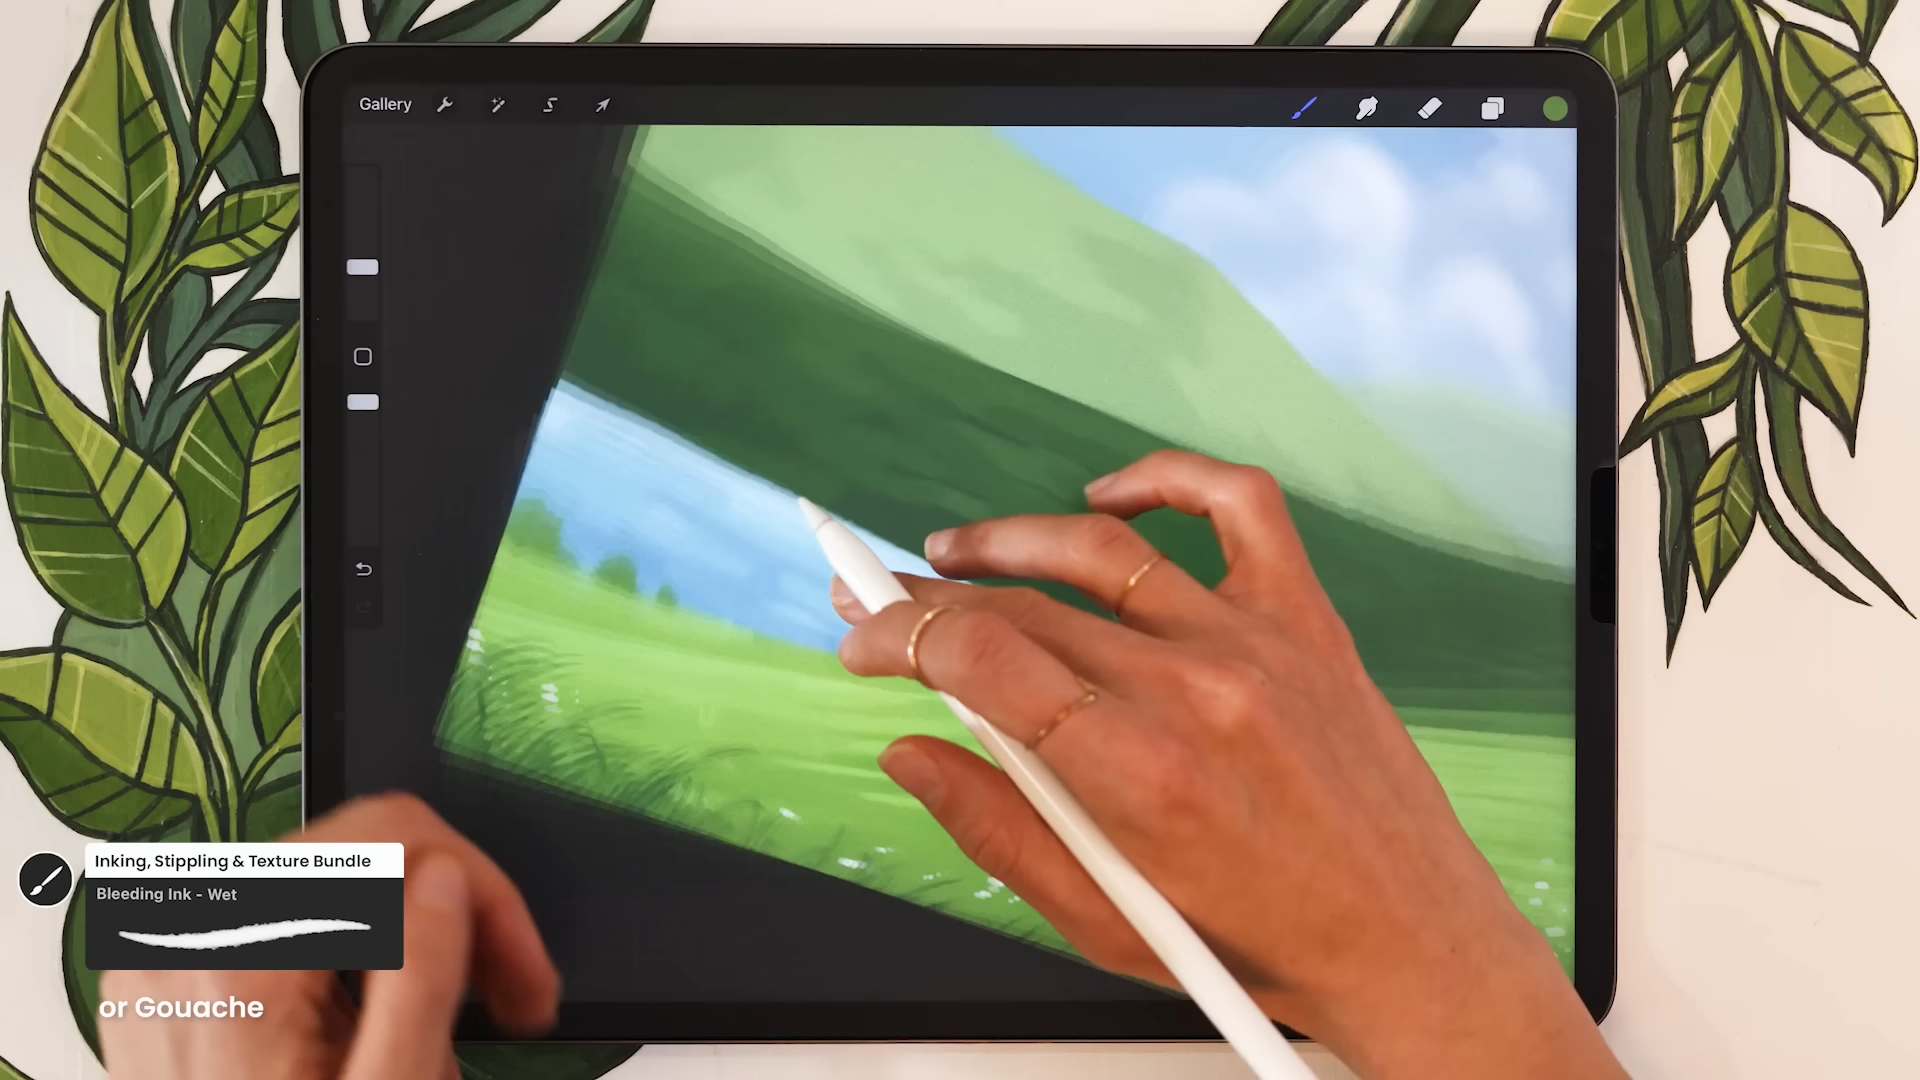 Gallery
Inking, Stippling & Texture Bundle
Bleeding Ink - Wet
or Gouache